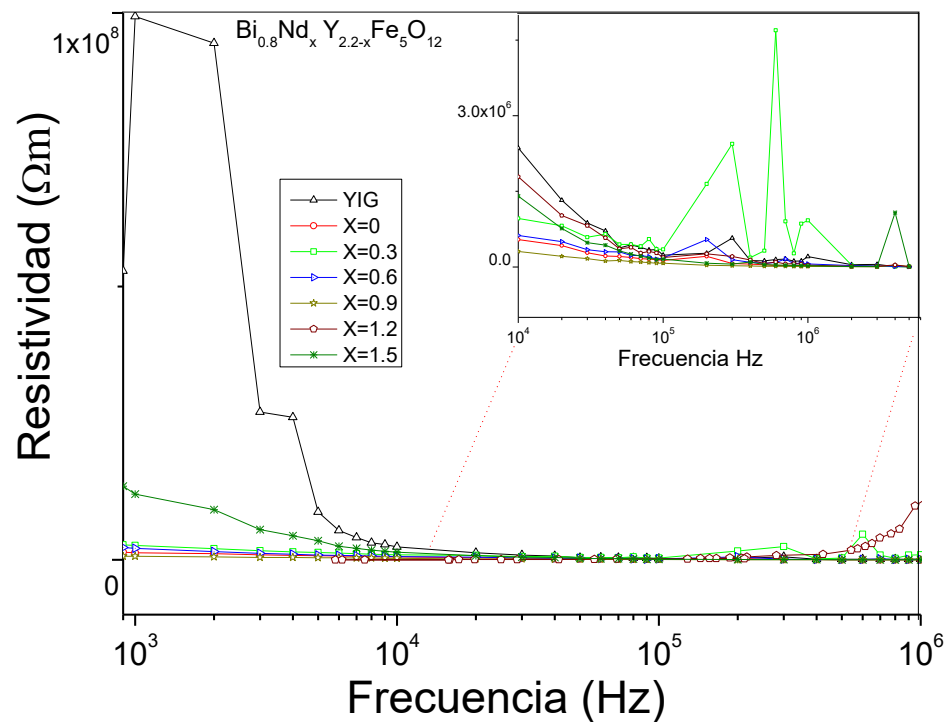 Bi0.8Ndx Y2.2-xFe5O12
1x10^8
0
Resistividad (Ωm)
YIG
X=0
X=0.3
X=0.6
X=0.9
X=1.2
X=1.5
3.0x10^6
0.0
10^4 10^5 10^6
Frecuencia Hz
10^3 10^4 10^5 10^6
Frecuencia (Hz)